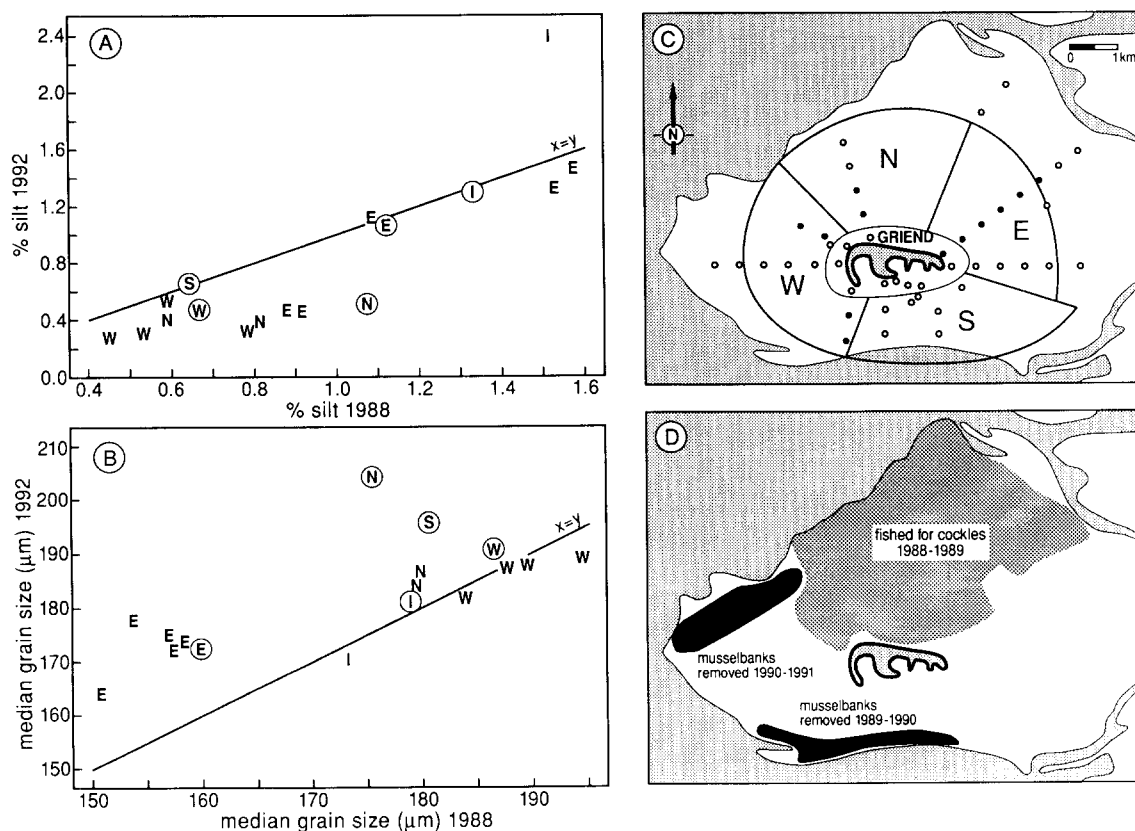 A
2.4
2.0
1.6
1.2
0.8
0.4
0.0
% silt 1992
I
x=y
E
E
I
E
E
S
W
W
N
E
E
N
W
W
W
N
0.4 0.6 0.8 1.0 1.2 1.4 1.6
% silt 1988
B
210
200
190
180
170
160
150
median grain size (µm) 1992
N
S
x=y
W
W
W
W
W
N
N
I
I
E
E
E
E
E
E
150 160 170 180 190
median grain size (µm) 1988
C
0 1km
N
N
E
S
W
GRIEND
D
fished for cockles
1988-1989
musselbanks
removed 1990-1991
musselbanks
removed 1989-1990